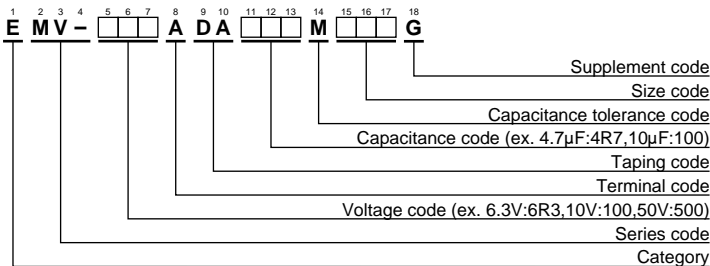 1 2 3 4 5 6 7 8 9 10 11 12 13 14 15 16 17 18
E MV– □□□ A DA □□□ M □□□ G
Supplement code
Size code
Capacitance tolerance code
Capacitance code (ex. 4.7µF:4R7,10µF:100)
Taping code
Terminal code
Voltage code (ex. 6.3V:6R3,10V:100,50V:500)
Series code
Category